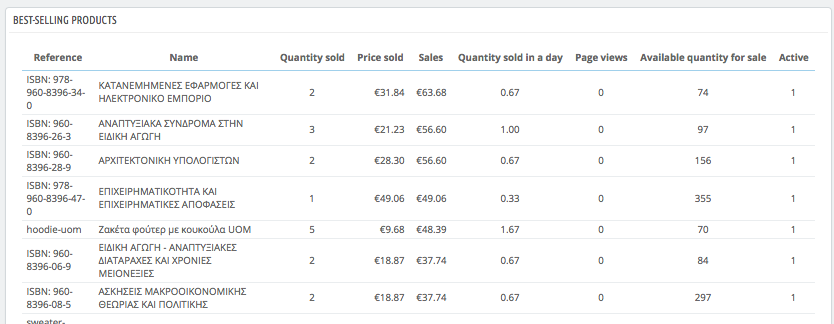 BEST-SELLING PRODUCTS
Reference Name Quantity sold Price sold Sales Quantity sold in a day Page views Available quantity for sale Active
ISBN: 978-
960-8396-34-
0
ΚΑΤΑΝΕΜΗΜΕΝΕΣ ΕΦΑΡΜΟΓΕΣ ΚΑΙ
ΗΛΕΚΤΡΟΝΙΚΟ ΕΜΠΟΡΙΟ
2 €31.84 €63.68 0.67 0 74 1
ISBN: 960-
8396-26-3
ΑΝΑΠΤΥΞΙΑΚΑ ΣΥΝΔΡΟΜΑ ΣΤΗΝ
ΕΙΔΙΚΗ ΑΓΩΓΗ
3 €21.23 €56.60 1.00 0 97 1
ISBN: 960-
8396-28-9
ΑΡΧΙΤΕΚΤΟΝΙΚΗ ΥΠΟΛΟΓΙΣΤΩΝ
2 €28.30 €56.60 0.67 0 156 1
ISBN: 978-
960-8396-47-
0
ΕΠΙΧΕΙΡΗΜΑΤΙΚΟΤΗΤΑ ΚΑΙ
ΕΠΙΧΕΙΡΗΜΑΤΙΚΕΣ ΑΠΟΦΑΣΕΙΣ
1 €49.06 €49.06 0.33 0 355 1
hoodie-uom Ζακέτα φούτερ με κουκούλα UOM 5 €9.68 €48.39 1.67 0 70 1
ISBN: 960-
8396-06-9
ΕΙΔΙΚΗ ΑΓΩΓΗ - ΑΝΑΠΤΥΞΙΑΚΕΣ
ΔΙΑΤΑΡΑΧΕΣ ΚΑΙ ΧΡΟΝΙΕΣ
ΜΕΙΟΝΕΞΙΕΣ
2 €18.87 €37.74 0.67 0 84 1
ISBN: 960-
8396-08-5
ΑΣΚΗΣΕΙΣ ΜΑΚΡΟΟΙΚΟΝΟΜΙΚΗΣ
ΘΕΩΡΙΑΣ ΚΑΙ ΠΟΛΙΤΙΚΗΣ
2 €18.87 €37.74 0.67 0 297 1
sweater-